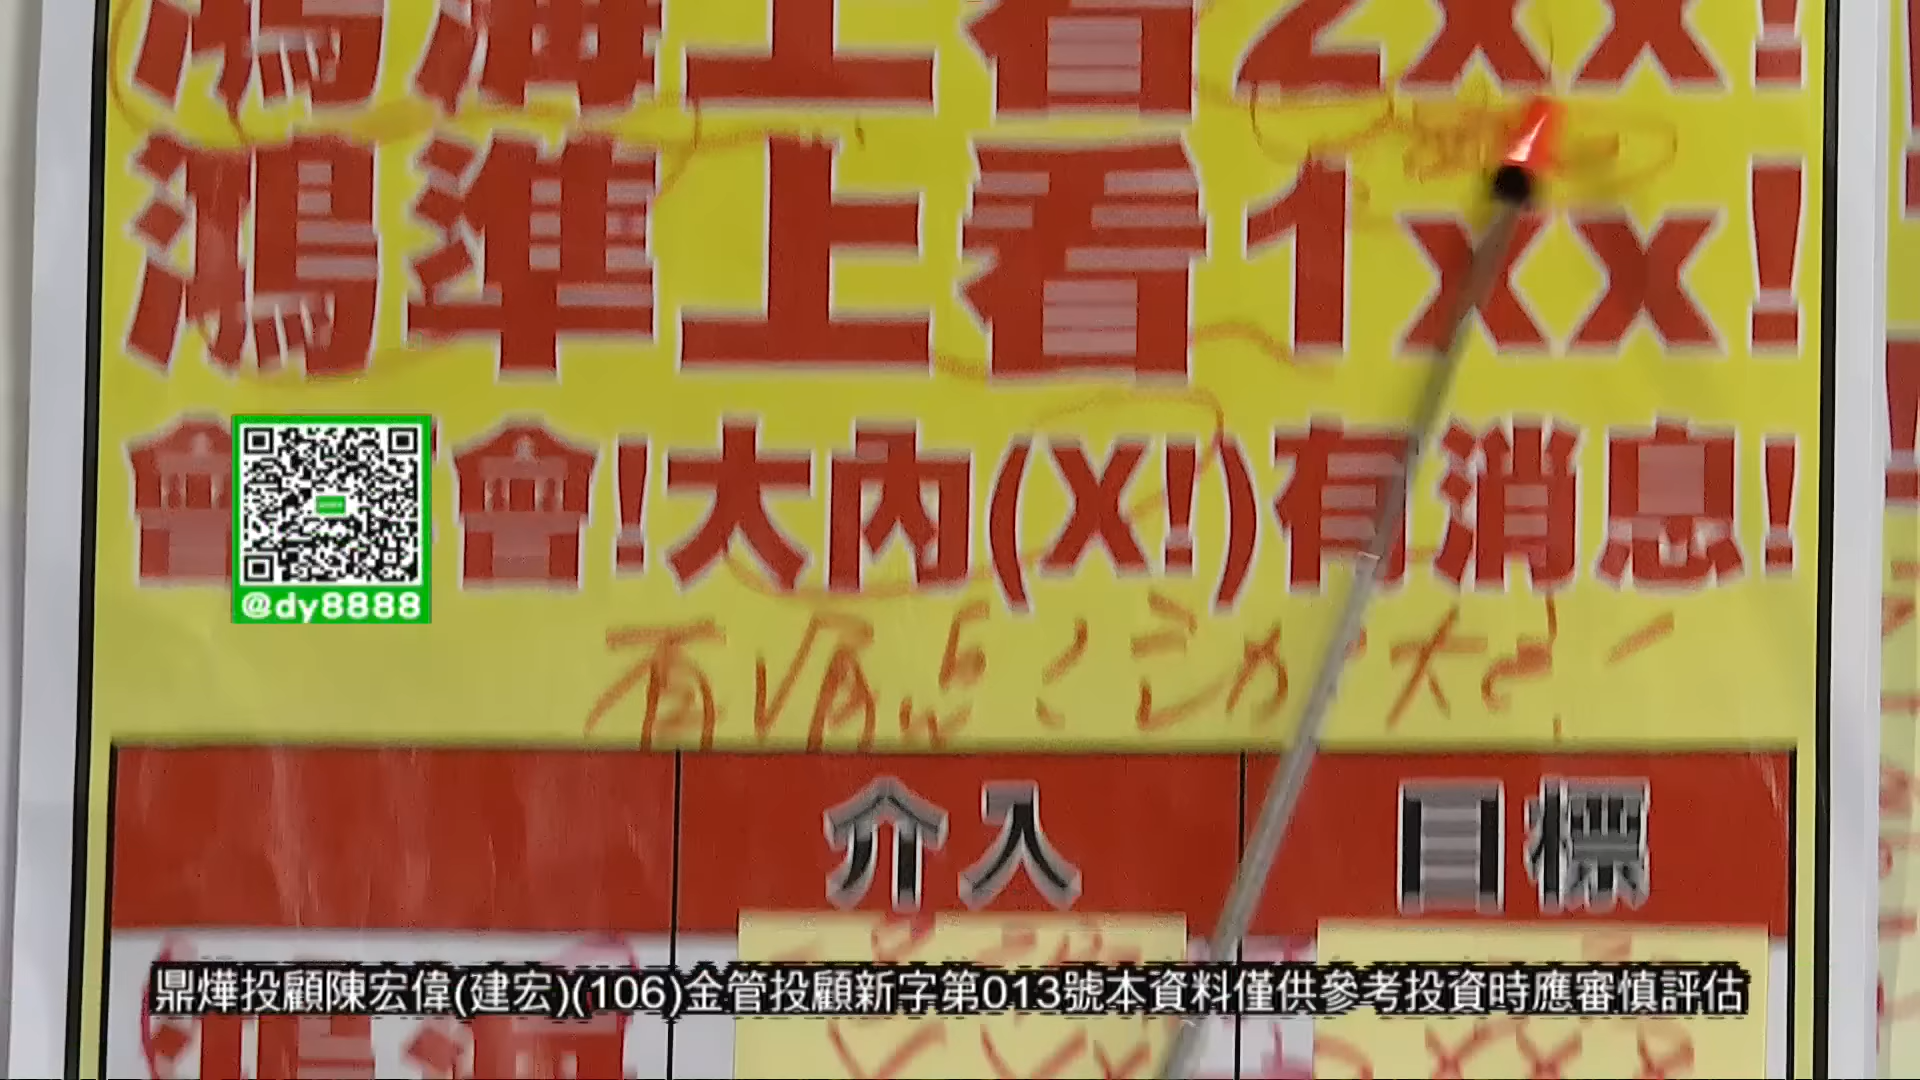 鴻海上看2xx!
鴻準上看1xx!
會 會!大內(X!)有消息!
@dy8888
介入 目標
鴻海
鼎燁投顧陳宏偉(建宏)(106)金管投顧新字第013號本資料僅供參考投資時應審慎評估